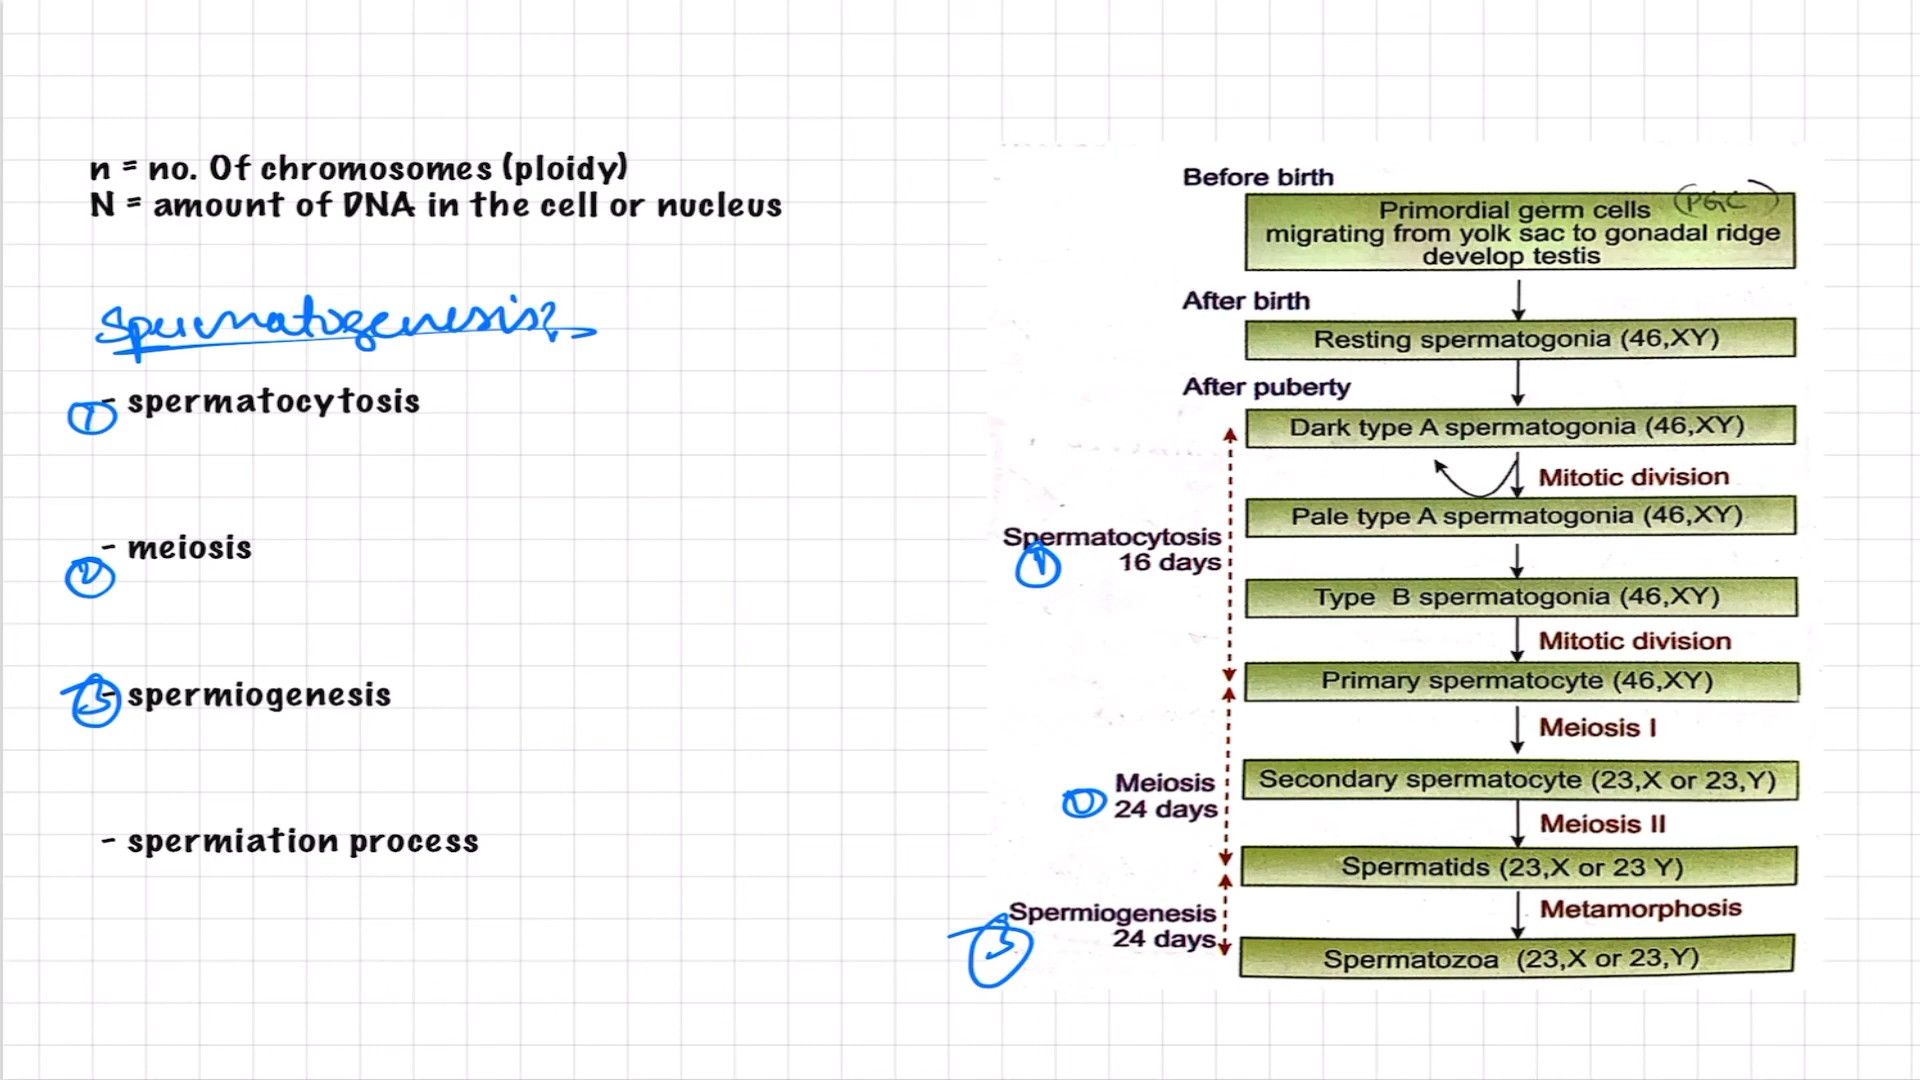 n = no. Of chromosomes (ploidy)
N = amount of DNA in the cell or nucleus
Spermatogenesis?
1 - spermatocytosis
2 - meiosis
3 - spermiogenesis
- spermiation process
Before birth
(PGC)
Primordial germ cells
migrating from yolk sac to gonadal ridge
develop testis
After birth
Resting spermatogonia (46,XY)
After puberty
Dark type A spermatogonia (46,XY)
Mitotic division
Pale type A spermatogonia (46,XY)
Spermatocytosis
1 16 days
Type B spermatogonia (46,XY)
Mitotic division
Primary spermatocyte (46,XY)
Meiosis I
Secondary spermatocyte (23,X or 23,Y)
Meiosis
24 days
Meiosis II
Spermatids (23,X or 23 Y)
Metamorphosis
Spermiogenesis
3 24 days
Spermatozoa (23,X or 23,Y)